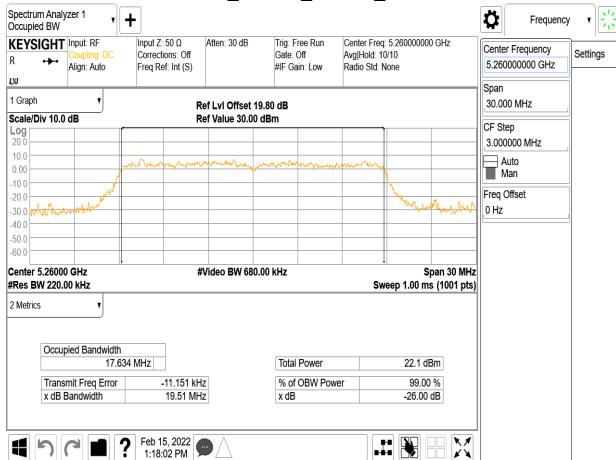 Spectrum Analyzer 1
Occupied BW
Frequency
KEYSIGHT
R
LXI
Input: RF
Coupling: DC
Align: Auto
Input Z: 50 Ω
Corrections: Off
Freq Ref: Int (S)
Atten: 30 dB
Trig: Free Run
Gate: Off
#IF Gain: Low
Center Freq: 5.260000000 GHz
Avg|Hold: 10/10
Radio Std: None
Center Frequency
5.260000000 GHz
Settings
Span
30.000 MHz
CF Step
3.000000 MHz
Auto
Man
Freq Offset
0 Hz
1 Graph
Scale/Div 10.0 dB
Ref Lvl Offset 19.80 dB
Ref Value 30.00 dBm
Log
20.0
10.0
0.00
-10.0
-20.0
-30.0
-40.0
-50.0
-60.0
Center 5.26000 GHz
#Video BW 680.00 kHz
Span 30 MHz
#Res BW 220.00 kHz
Sweep 1.00 ms (1001 pts)
2 Metrics
Occupied Bandwidth
17.634 MHz
Total Power 22.1 dBm
Transmit Freq Error -11.151 kHz
% of OBW Power 99.00 %
x dB Bandwidth 19.51 MHz
x dB -26.00 dB
?
Feb 15, 2022
1:18:02 PM